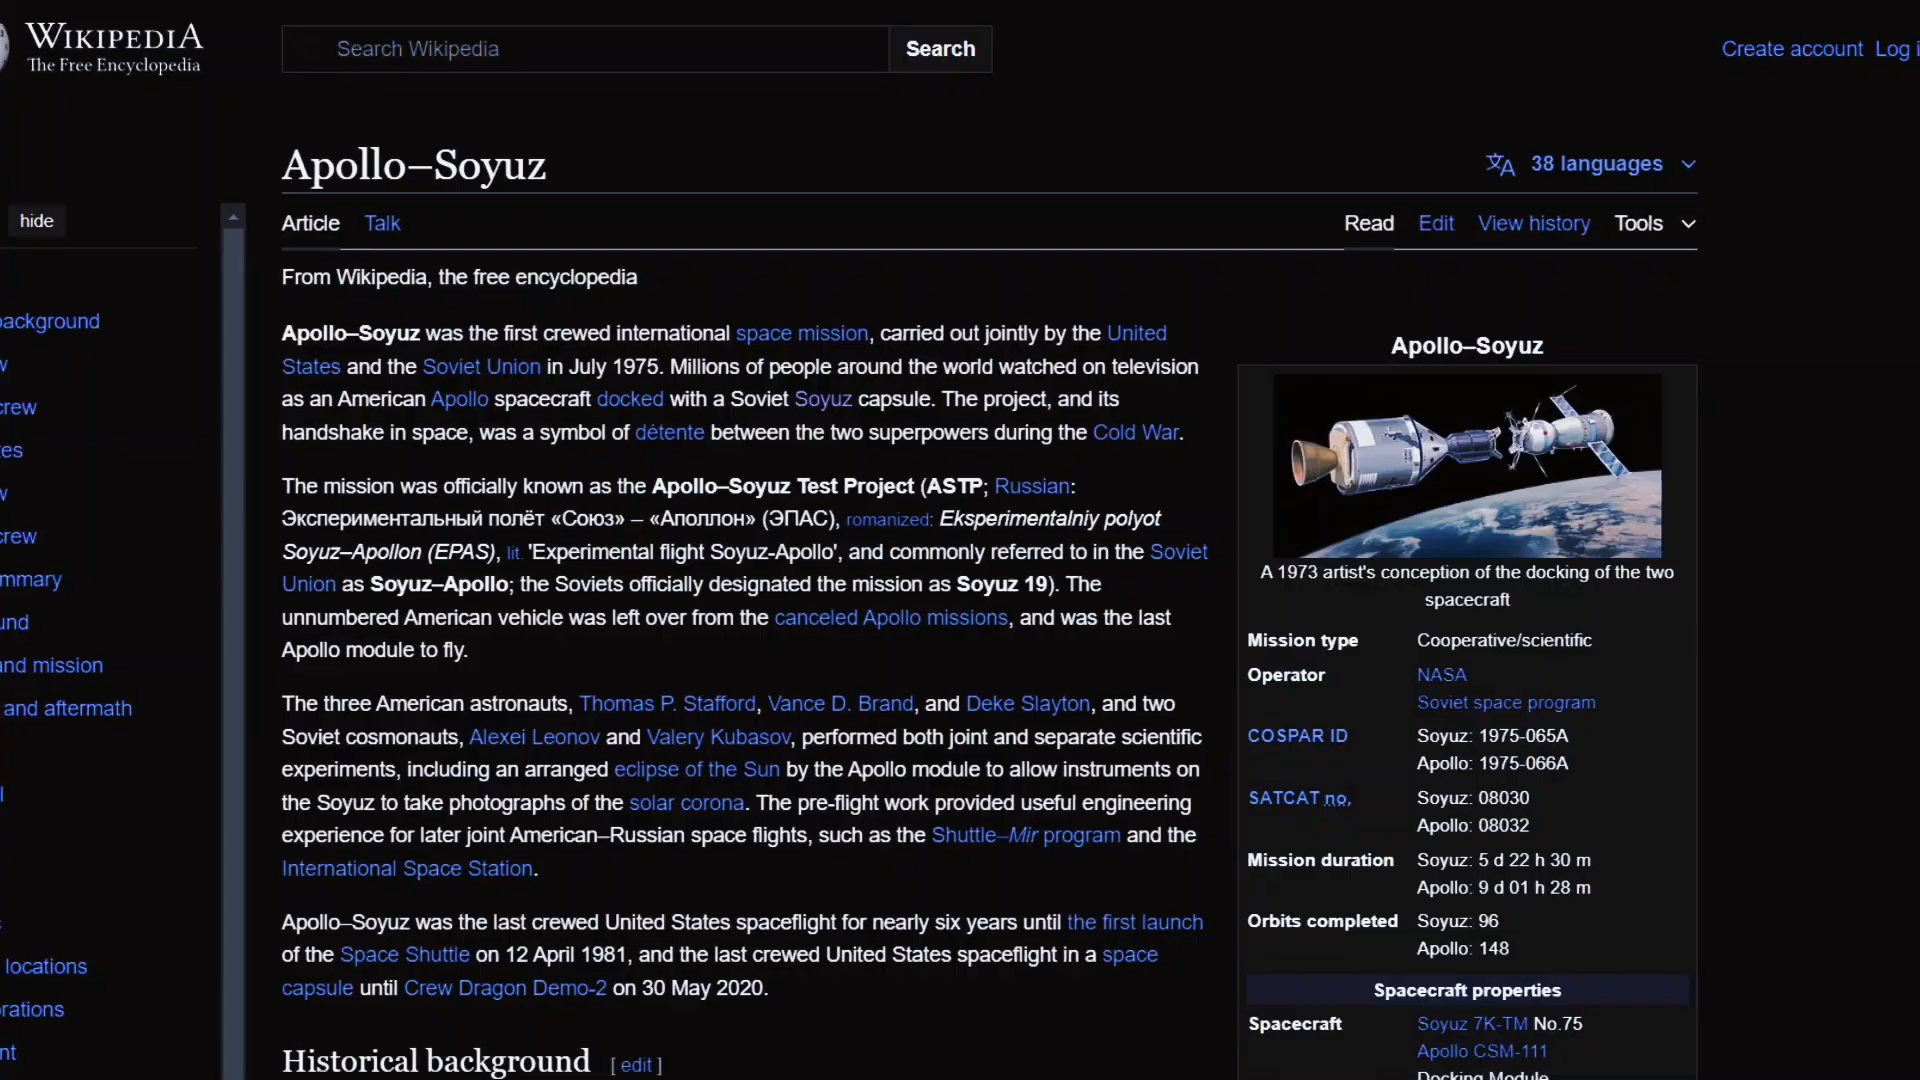 WIKIPEDIA
The Free Encyclopedia
Search Wikipedia
Search
Create account Log
hide
Apollo–Soyuz
38 languages
Article Talk
Read Edit View history Tools
From Wikipedia, the free encyclopedia
Apollo–Soyuz was the first crewed international space mission, carried out jointly by the United
States and the Soviet Union in July 1975. Millions of people around the world watched on television
as an American Apollo spacecraft docked with a Soviet Soyuz capsule. The project, and its
handshake in space, was a symbol of détente between the two superpowers during the Cold War.
The mission was officially known as the Apollo–Soyuz Test Project (ASTP; Russian:
Экспериментальный полёт «Союз» – «Аполлон» (ЭПАС), romanized: Eksperimentalniy polyot
Soyuz–Apollon (EPAS), lit. 'Experimental flight Soyuz-Apollo', and commonly referred to in the Soviet
Union as Soyuz–Apollo; the Soviets officially designated the mission as Soyuz 19). The
unnumbered American vehicle was left over from the canceled Apollo missions, and was the last
Apollo module to fly.
The three American astronauts, Thomas P. Stafford, Vance D. Brand, and Deke Slayton, and two
Soviet cosmonauts, Alexei Leonov and Valery Kubasov, performed both joint and separate scientific
experiments, including an arranged eclipse of the Sun by the Apollo module to allow instruments on
the Soyuz to take photographs of the solar corona. The pre-flight work provided useful engineering
experience for later joint American–Russian space flights, such as the Shuttle–Mir program and the
International Space Station.
Apollo–Soyuz was the last crewed United States spaceflight for nearly six years until the first launch
of the Space Shuttle on 12 April 1981, and the last crewed United States spaceflight in a space
capsule until Crew Dragon Demo-2 on 30 May 2020.
Historical background [ edit ]
ackground
w
crew
tes
w
crew
mmary
und
and mission
and aftermath
l
locations
rations
nt
Apollo–Soyuz
A 1973 artist's conception of the docking of the two
spacecraft
Mission type Cooperative/scientific
Operator NASA
Soviet space program
COSPAR ID Soyuz: 1975-065A
Apollo: 1975-066A
SATCAT no. Soyuz: 08030
Apollo: 08032
Mission duration Soyuz: 5 d 22 h 30 m
Apollo: 9 d 01 h 28 m
Orbits completed Soyuz: 96
Apollo: 148
Spacecraft properties
Spacecraft Soyuz 7K-TM No.75
Apollo CSM-111
Docking Module